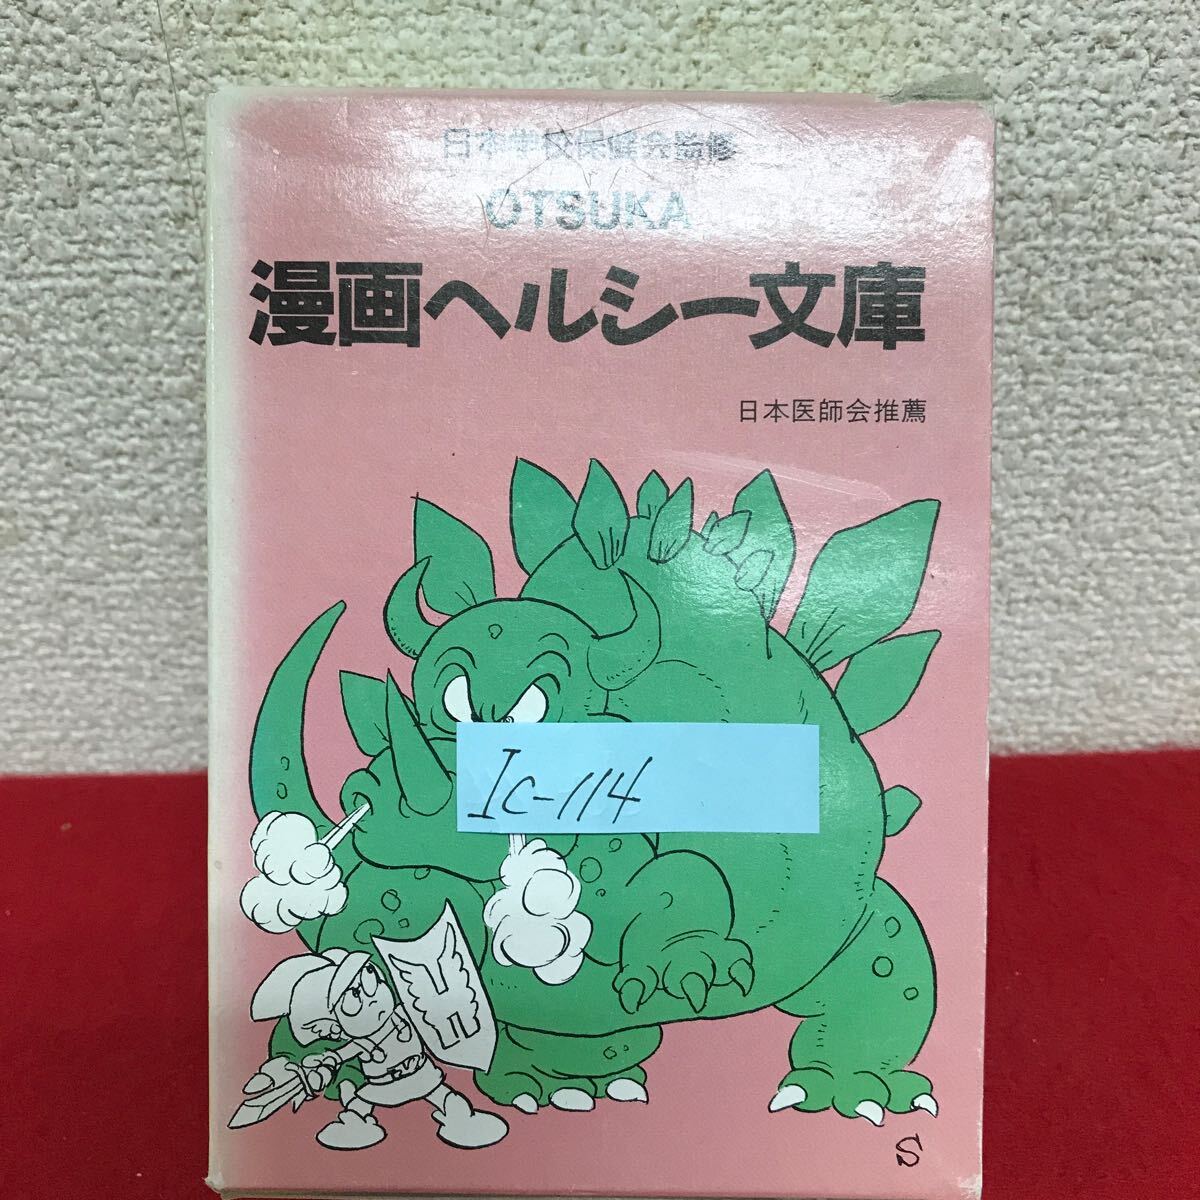 日本学校保健会監修
OTSUKA
漫画ヘルシー文庫
日本医師会推薦
Ic-114
S